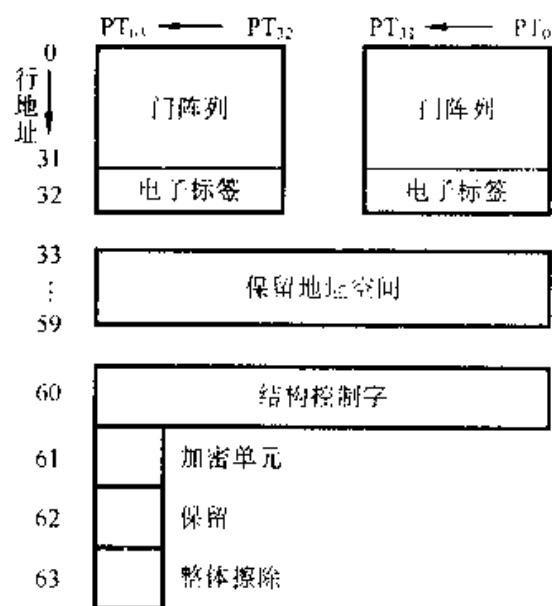 PT₆₃ PT₃₂ PT₃₁ PT₀
0
行地址
门阵列 门阵列
31
32 电子标签 电子标签
33
⋮ 保留地址空间
59
60 结构控制字
61 加密单元
62 保留
63 整体擦除